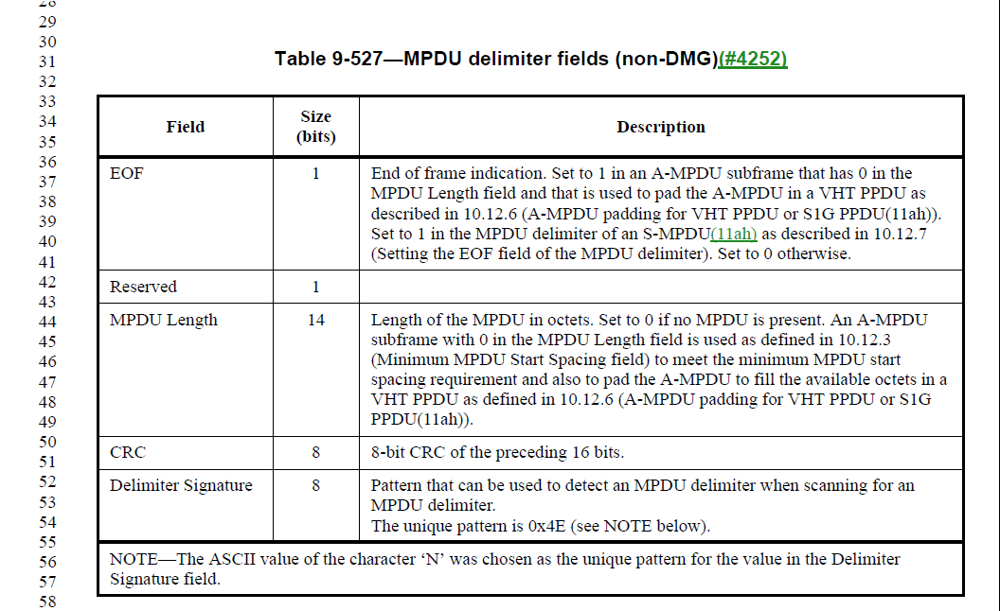 28
29
30
31
32
33
34
35
36
37
38
39
40
41
42
43
44
45
46
47
48
49
50
51
52
53
54
55
56
57
58
Table 9-527—MPDU delimiter fields (non-DMG)(#4252)
Field
Size
(bits)
Description
EOF
1
End of frame indication. Set to 1 in an A-MPDU subframe that has 0 in the
MPDU Length field and that is used to pad the A-MPDU in a VHT PPDU as
described in 10.12.6 (A-MPDU padding for VHT PPDU or S1G PPDU(11ah)).
Set to 1 in the MPDU delimiter of an S-MPDU(11ah) as described in 10.12.7
(Setting the EOF field of the MPDU delimiter). Set to 0 otherwise.
Reserved
1
MPDU Length
14
Length of the MPDU in octets. Set to 0 if no MPDU is present. An A-MPDU
subframe with 0 in the MPDU Length field is used as defined in 10.12.3
(Minimum MPDU Start Spacing field) to meet the minimum MPDU start
spacing requirement and also to pad the A-MPDU to fill the available octets in a
VHT PPDU as defined in 10.12.6 (A-MPDU padding for VHT PPDU or S1G
PPDU(11ah)).
CRC
8
8-bit CRC of the preceding 16 bits.
Delimiter Signature
8
Pattern that can be used to detect an MPDU delimiter when scanning for an
MPDU delimiter.
The unique pattern is 0x4E (see NOTE below).
NOTE—The ASCII value of the character ‘N’ was chosen as the unique pattern for the value in the Delimiter
Signature field.